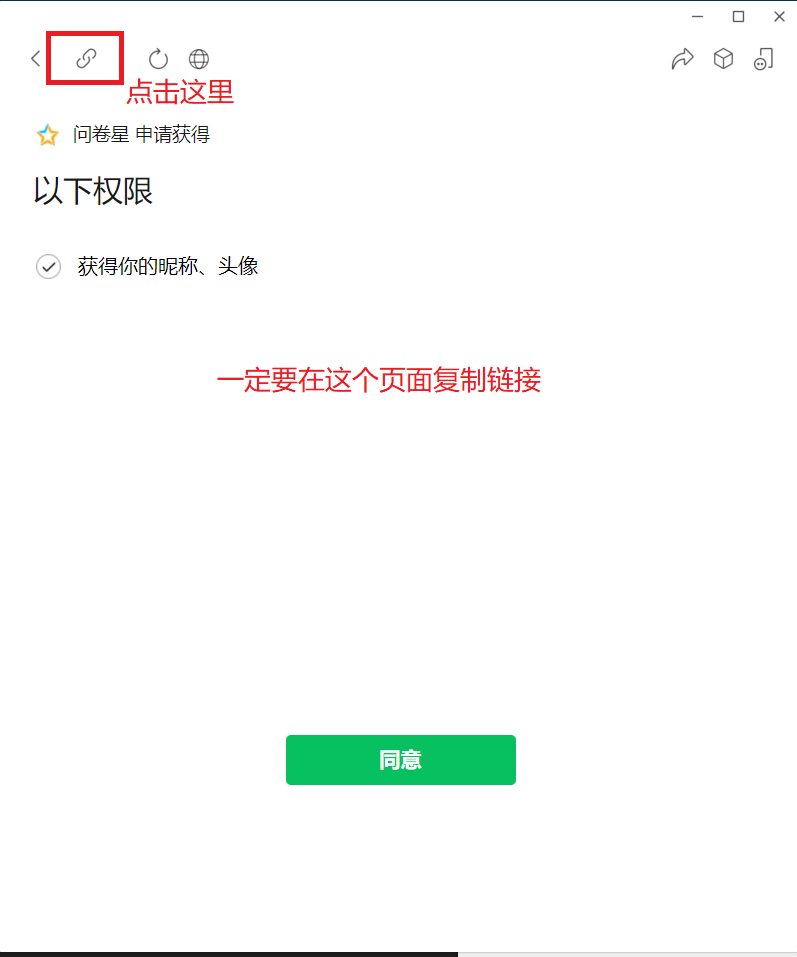 点击这里
问卷星 申请获得
以下权限
获得你的昵称、头像
一定要在这个页面复制链接
同意